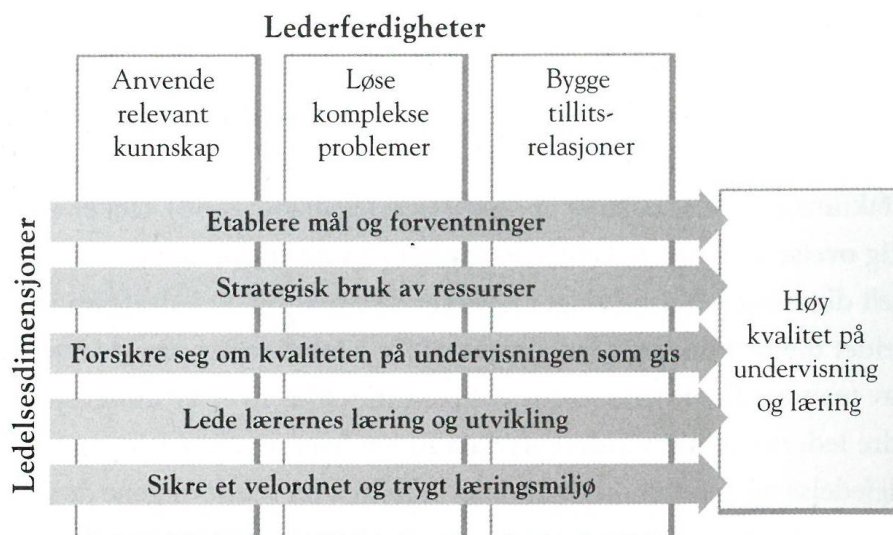 Lederferdigheter
Anvende
relevant
kunnskap
Løse
komplekse
problemer
Bygge
tillits-
relasjoner
Ledelsesdimensjoner
Etablere mål og forventninger
Strategisk bruk av ressurser
Forsikre seg om kvaliteten på undervisningen som gis
Lede lærernes læring og utvikling
Sikre et velordnet og trygt læringsmiljø
Høy
kvalitet på
undervisning
og læring